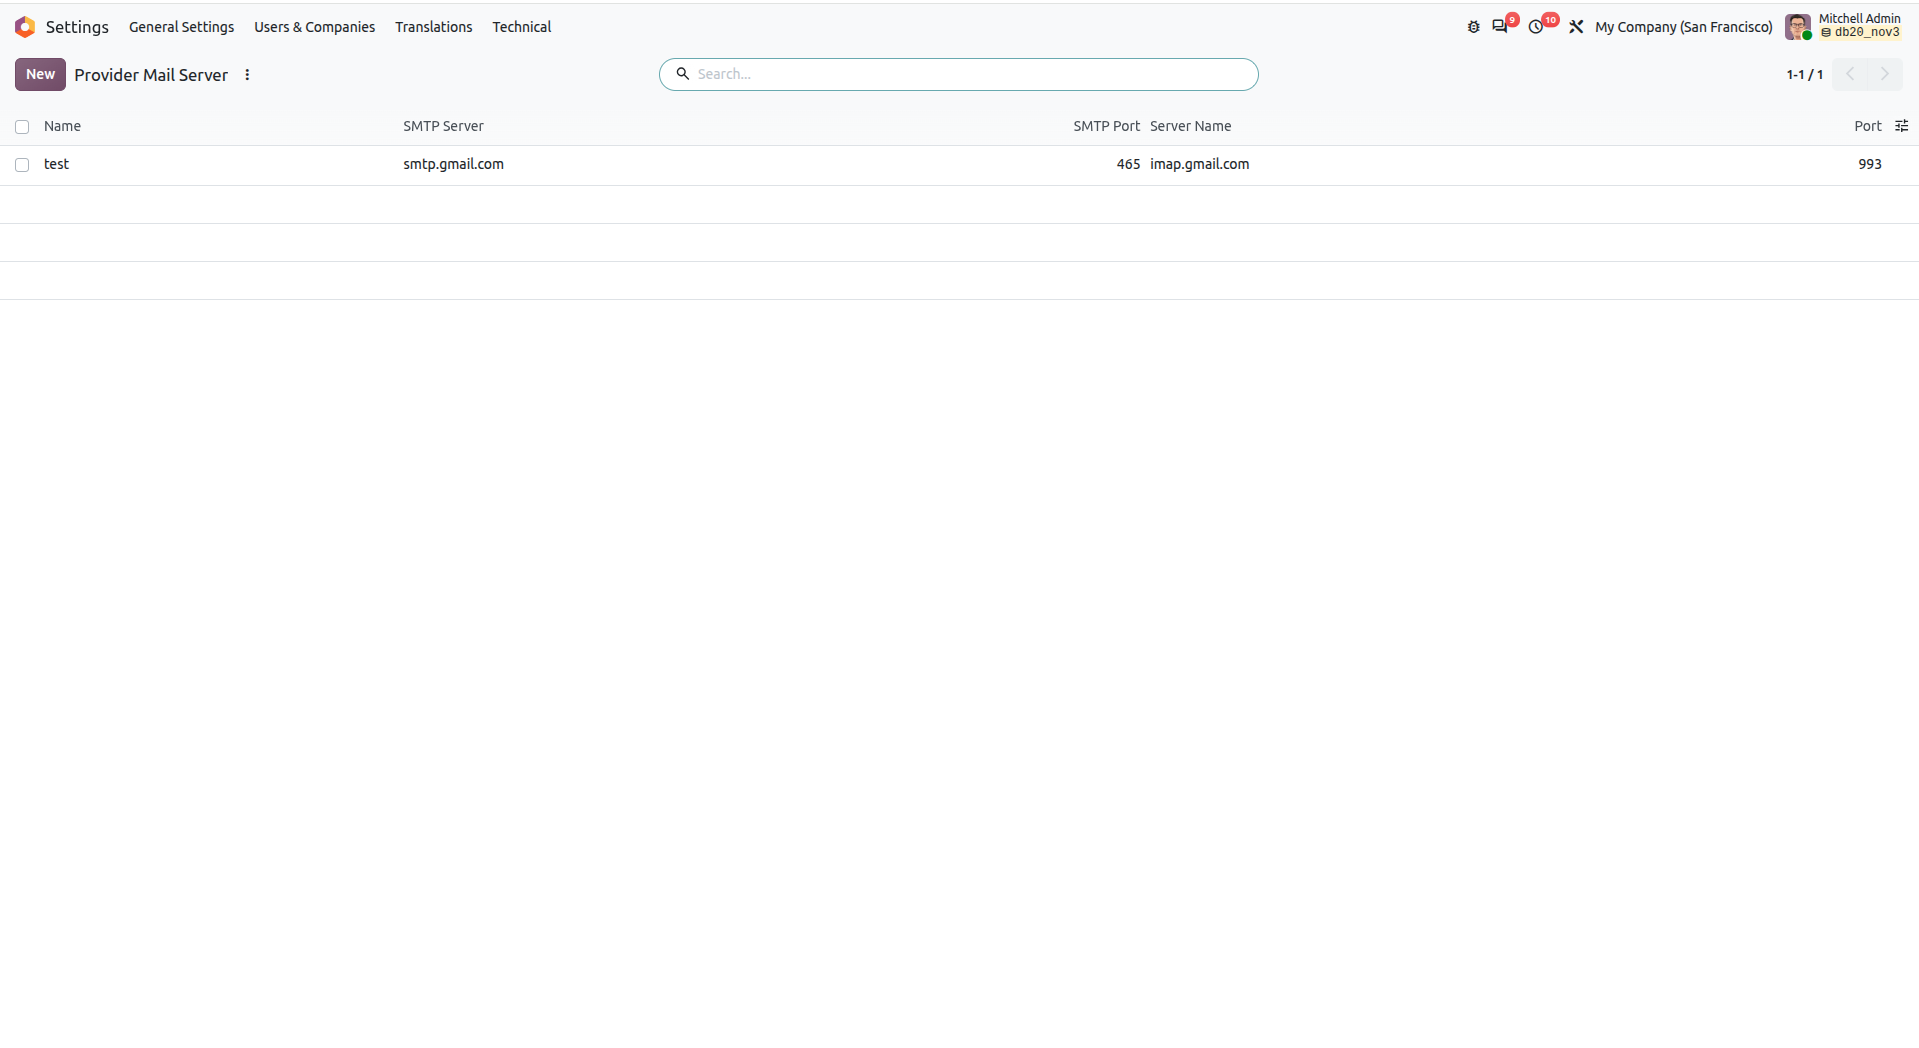 Settings General Settings Users & Companies Translations Technical 9 10 My Company (San Francisco) Mitchell Admin
db20_nov3
New Provider Mail Server Search... 1-1 / 1
Name SMTP Server SMTP Port Server Name Port
test smtp.gmail.com 465 imap.gmail.com 993